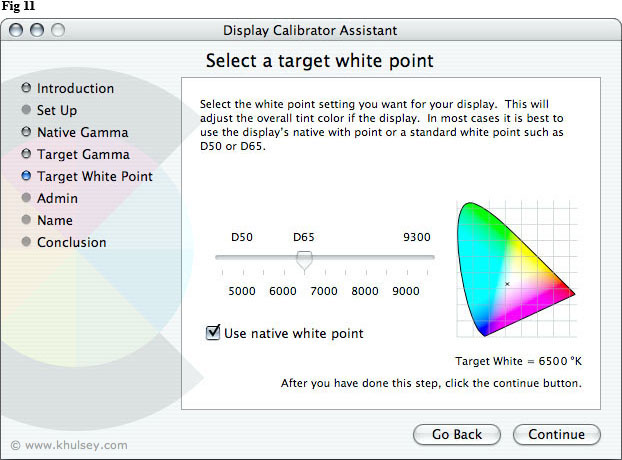 Fig 11
Display Calibrator Assistant
Select a target white point
Introduction
Set Up
Native Gamma
Target Gamma
Target White Point
Admin
Name
Conclusion
Select the white point setting you want for your display. This will
adjust the overall tint color if the display. In most cases it is best to
use the display's native with point or a standard white point such as
D50 or D65.
D50 D65 9300
5000 6000 7000 8000 9000
Use native white point
Target White = 6500 °K
After you have done this step, click the continue button.
Go Back Continue
© www.khulsey.com